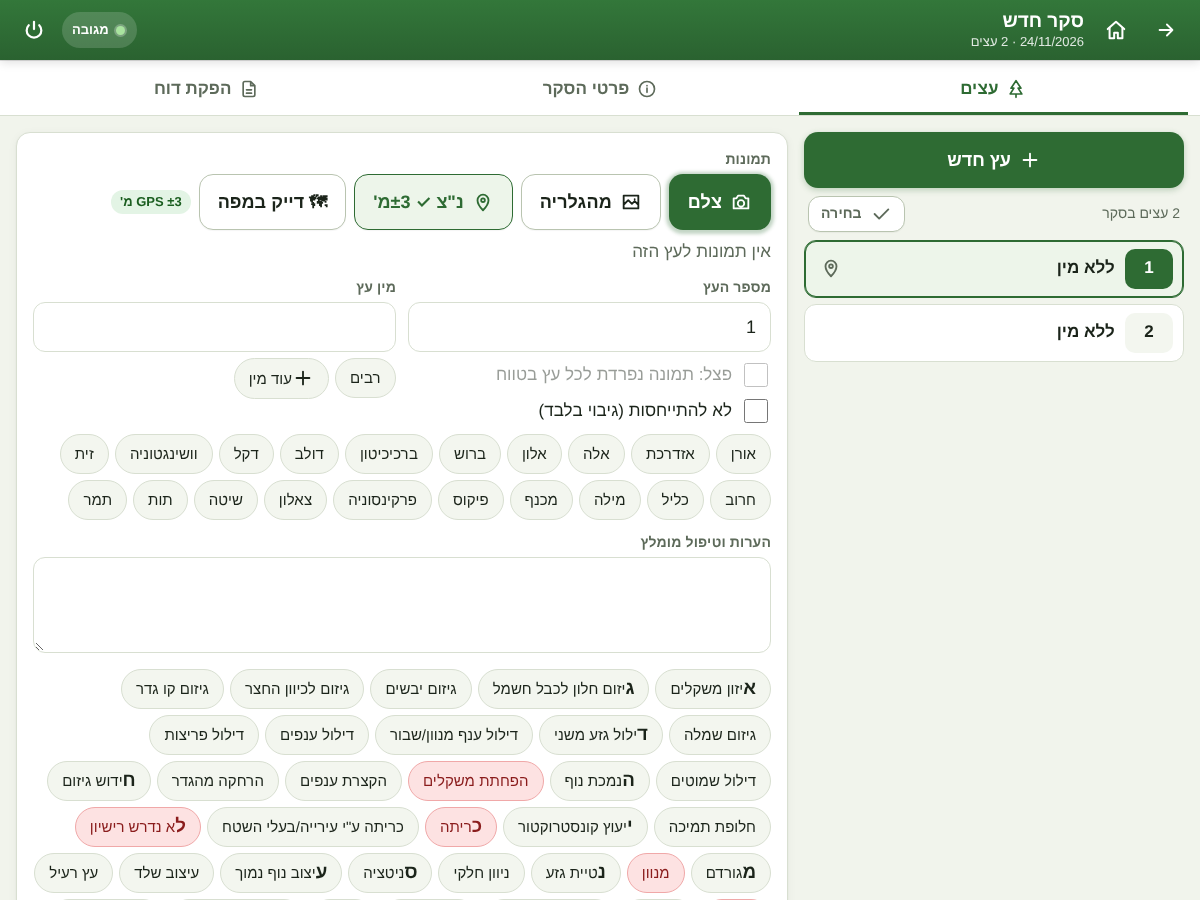 סקר חדש
24/11/2026 · 2 עצים
מגובה
עצים
פרטי הסקר
הפקת דוח
עץ חדש
2 עצים בסקר
בחירה
1 ללא מין
2 ללא מין
תמונות
צלם
מהגלריה
נ"צ ✓ ±3מ'
🗺 דייק במפה
GPS ±3 מ'
אין תמונות לעץ הזה
מספר העץ
מין עץ
1
רבים
+ עוד מין
פצל: תמונה נפרדת לכל עץ בטווח
לא להתייחסות (גיבוי בלבד)
אורן אזדרכת אלה אלון ברוש ברכיכיטון דולב דקל וושינגטוניה זית
חרוב כליל מילה מכנף פיקוס פרקינסוניה צאלון שיטה תות תמר
הערות וטיפול מומלץ
איזון משקלים גיזום חלון לכבל חשמל גיזום יבשים גיזום לכיוון החצר גיזום קו גדר
גיזום שמלה דילול גזע משני דילול ענף מנוון/שבור דילול ענפים דילול פריצות
דילול שמוטים הנמכת נוף הפחתת משקלים הקצרת ענפים הרחקה מהגדר חידוש גיזום
חלופת תמיכה ייעוץ קונסטרוקטור כריתה כריתה ע"י עירייה/בעלי השטח לא נדרש רישיון
מגורדם מנוון נטיית גזע ניוון חלקי סניטציה עיצוב נוף נמוך עיצוב שלד עץ רעיל